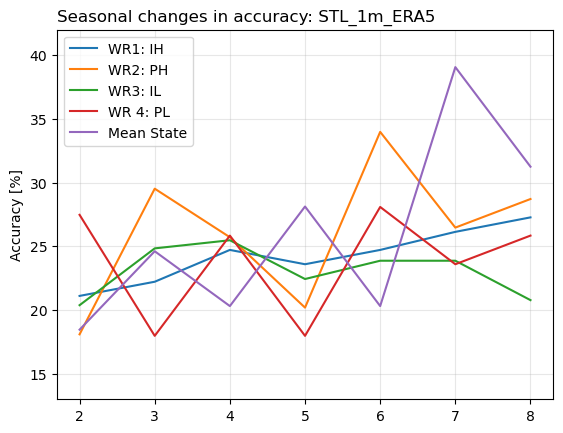 Seasonal changes in accuracy: STL_1m_ERA5
WR1: IH
WR2: PH
WR3: IL
WR 4: PL
Mean State
Accuracy [%]
40
35
30
25
20
15
2 3 4 5 6 7 8